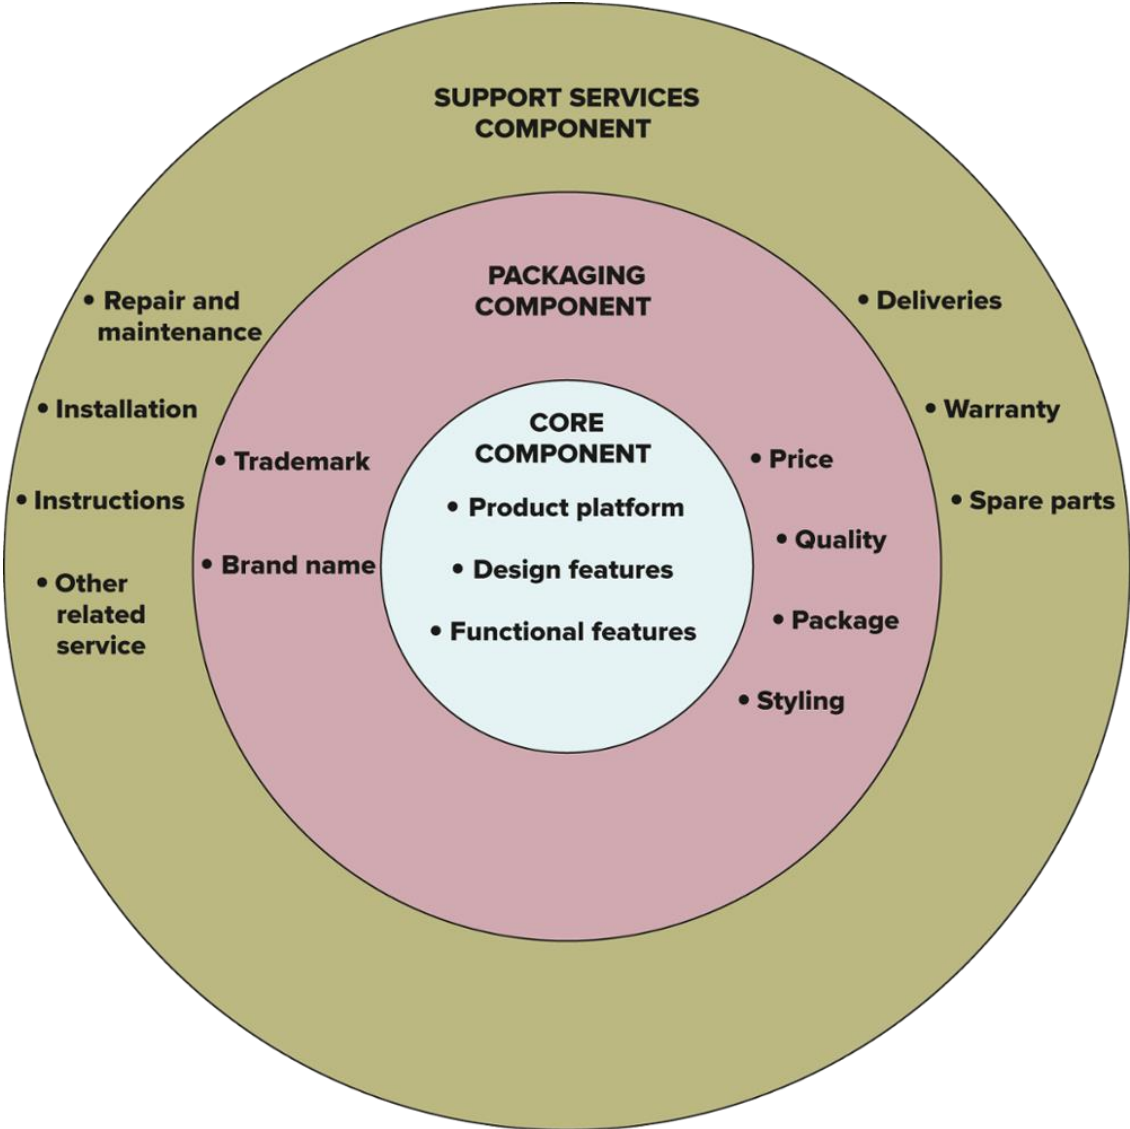 SUPPORT SERVICES
COMPONENT
PACKAGING
COMPONENT
• Repair and
maintenance
• Deliveries
• Installation
• Warranty
CORE
COMPONENT
• Trademark
• Price
• Instructions
• Product platform
• Spare parts
• Quality
• Brand name
• Design features
• Other
related
service
• Package
• Functional features
• Styling